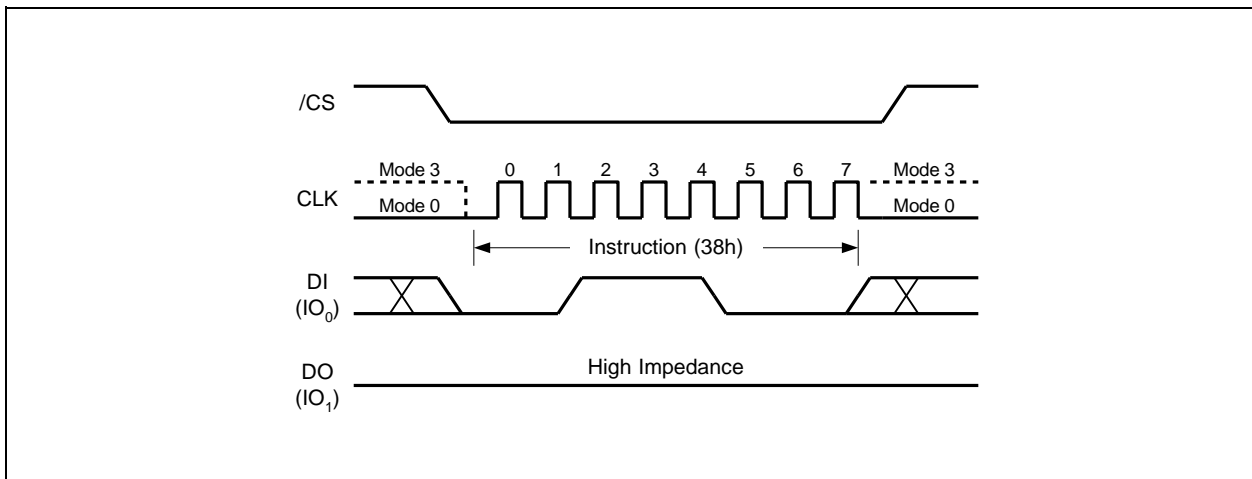 /CS
Mode 3 0 1 2 3 4 5 6 7 Mode 3
CLK
Mode 0 Mode 0
Instruction (38h)
DI
(IO0)
High Impedance
DO
(IO1)